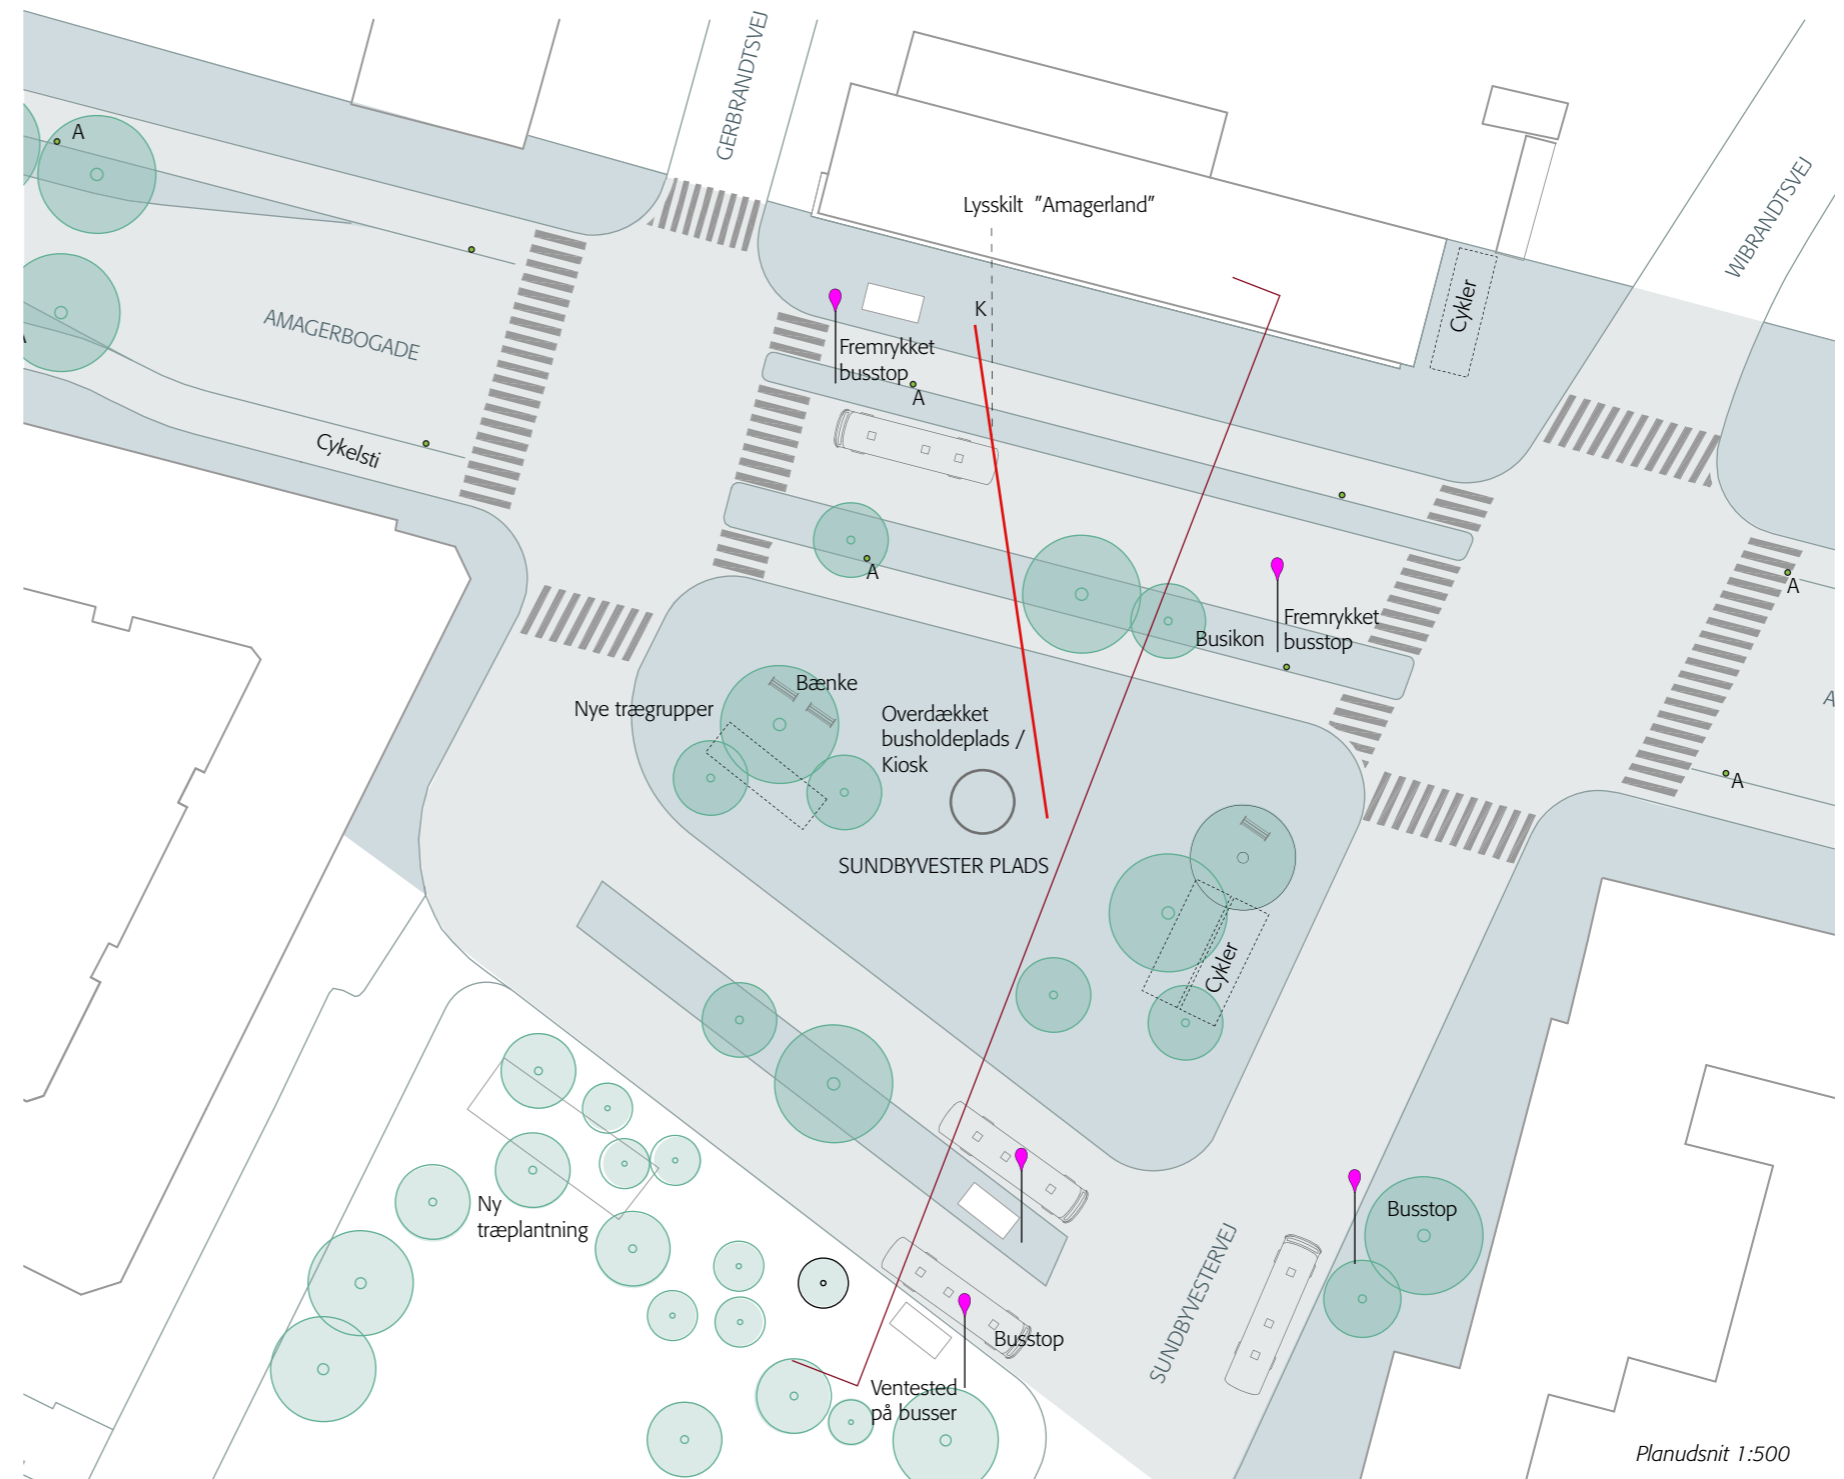 GERBRANDTSVEJ
A
Lysskilt "Amagerland"
WIBRANDTSVEJ
Cykler
K
AMAGERBOGADE
Fremrykket
busstop
A
Cykelsti
A
A
Fremrykket
busstop
Busikon
Bænke
Nye trægrupper
Overdækket
busholdeplads /
Kiosk
A
A
SUNDBYVESTER PLADS
Cykler
Ny
træplantning
Busstop
SUNDBYVESTERVEJ
Busstop
Ventested
på busser
Planudsnit 1:500